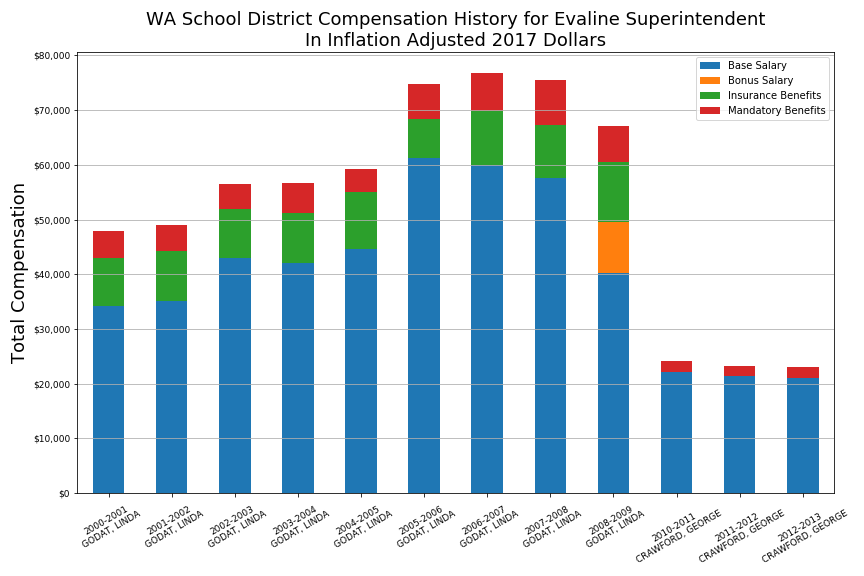 WA School District Compensation History for Evaline Superintendent
In Inflation Adjusted 2017 Dollars
Total Compensation
$80,000
$70,000
$60,000
$50,000
$40,000
$30,000
$20,000
$10,000
$0
Base Salary
Bonus Salary
Insurance Benefits
Mandatory Benefits
2000-2001
GODAT, LINDA
2001-2002
GODAT, LINDA
2002-2003
GODAT, LINDA
2003-2004
GODAT, LINDA
2004-2005
GODAT, LINDA
2005-2006
GODAT, LINDA
2006-2007
GODAT, LINDA
2007-2008
GODAT, LINDA
2008-2009
GODAT, LINDA
2010-2011
CRAWFORD, GEORGE
2011-2012
CRAWFORD, GEORGE
2012-2013
CRAWFORD, GEORGE